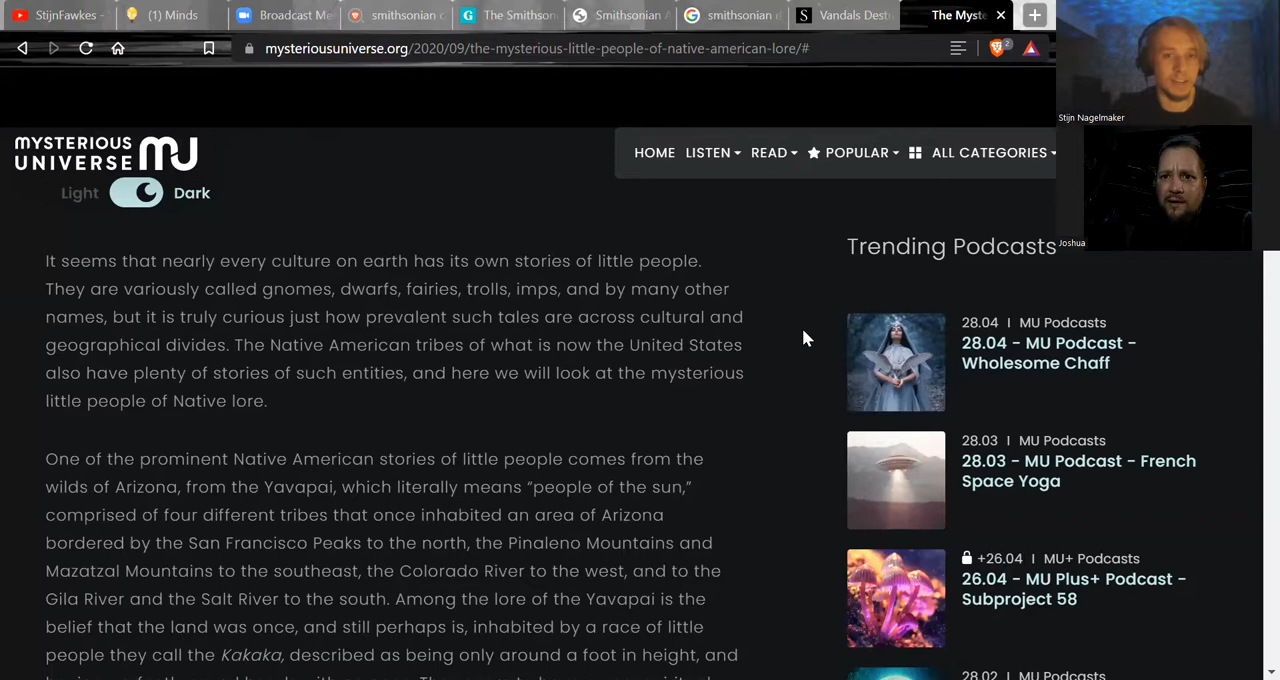 StijnFawkes -
(1) Minds
Broadcast Me
smithsonian c
The Smithson
Smithsonian A
smithsonian d
Vandals Dest
The Myste
mysteriousuniverse.org/2020/09/the-mysterious-little-people-of-native-american-lore/#
2
Stijn Nagelmaker
Joshua
MYSTERIOUS
UNIVERSE
HOME LISTEN READ POPULAR ALL CATEGORIES
Light Dark
It seems that nearly every culture on earth has its own stories of little people.
They are variously called gnomes, dwarfs, fairies, trolls, imps, and by many other
names, but it is truly curious just how prevalent such tales are across cultural and
geographical divides. The Native American tribes of what is now the United States
also have plenty of stories of such entities, and here we will look at the mysterious
little people of Native lore.
One of the prominent Native American stories of little people comes from the
wilds of Arizona, from the Yavapai, which literally means “people of the sun,”
comprised of four different tribes that once inhabited an area of Arizona
bordered by the San Francisco Peaks to the north, the Pinaleno Mountains and
Mazatzal Mountains to the southeast, the Colorado River to the west, and to the
Gila River and the Salt River to the south. Among the lore of the Yavapai is the
belief that the land was once, and still perhaps is, inhabited by a race of little
people they call the Kakaka, described as being only around a foot in height, and
Trending Podcasts
28.04 | MU Podcasts
28.04 - MU Podcast -
Wholesome Chaff
28.03 | MU Podcasts
28.03 - MU Podcast - French
Space Yoga
+26.04 | MU+ Podcasts
26.04 - MU Plus+ Podcast -
Subproject 58
28.02 | MU Podcasts